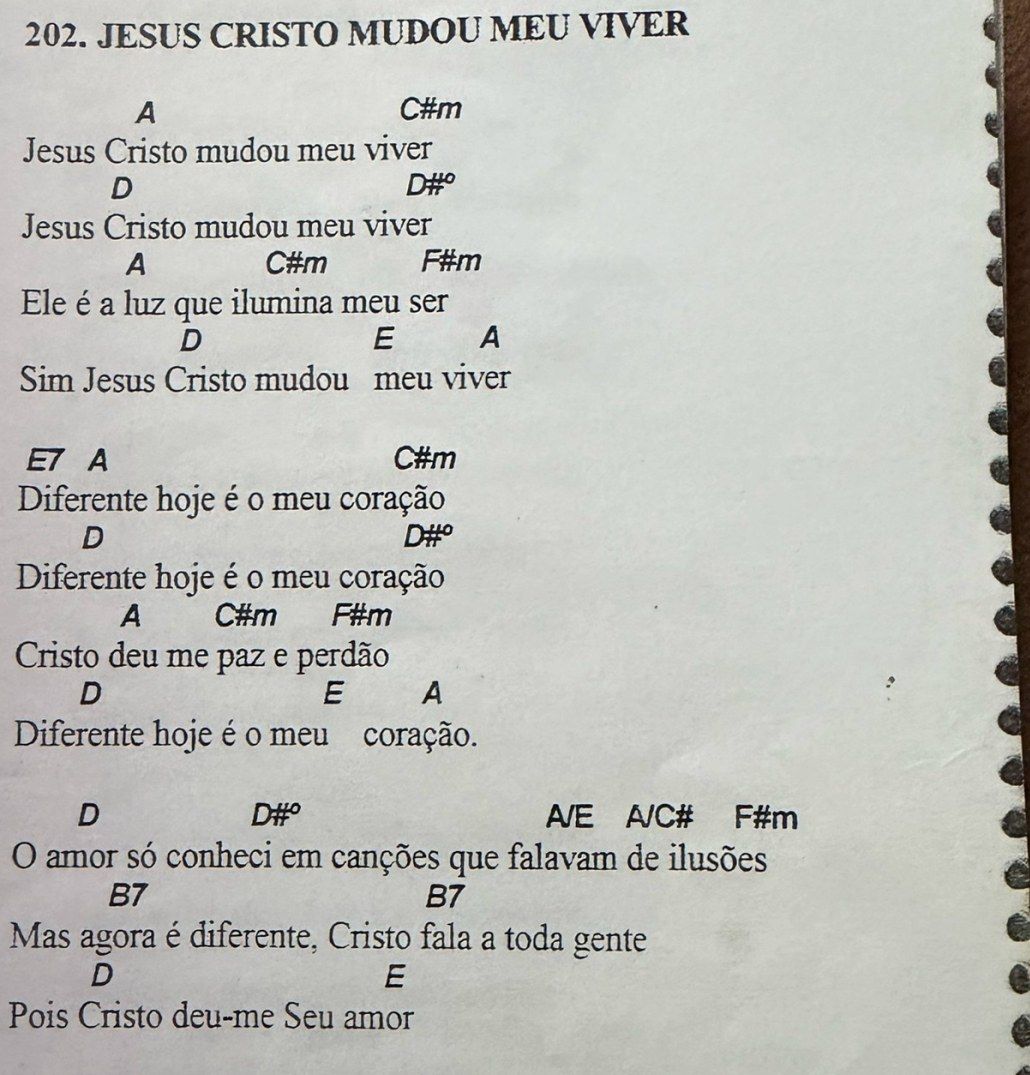 202. JESUS CRISTO MUDOU MEU VIVER
A C#m
Jesus Cristo mudou meu viver
D D#º
Jesus Cristo mudou meu viver
A C#m F#m
Ele é a luz que ilumina meu ser
D E A
Sim Jesus Cristo mudou meu viver
E7 A C#m
Diferente hoje é o meu coração
D D#º
Diferente hoje é o meu coração
A C#m F#m
Cristo deu me paz e perdão
D E A
Diferente hoje é o meu coração.
D D#º A/E A/C# F#m
O amor só conheci em canções que falavam de ilusões
B7 B7
Mas agora é diferente, Cristo fala a toda gente
D E
Pois Cristo deu-me Seu amor